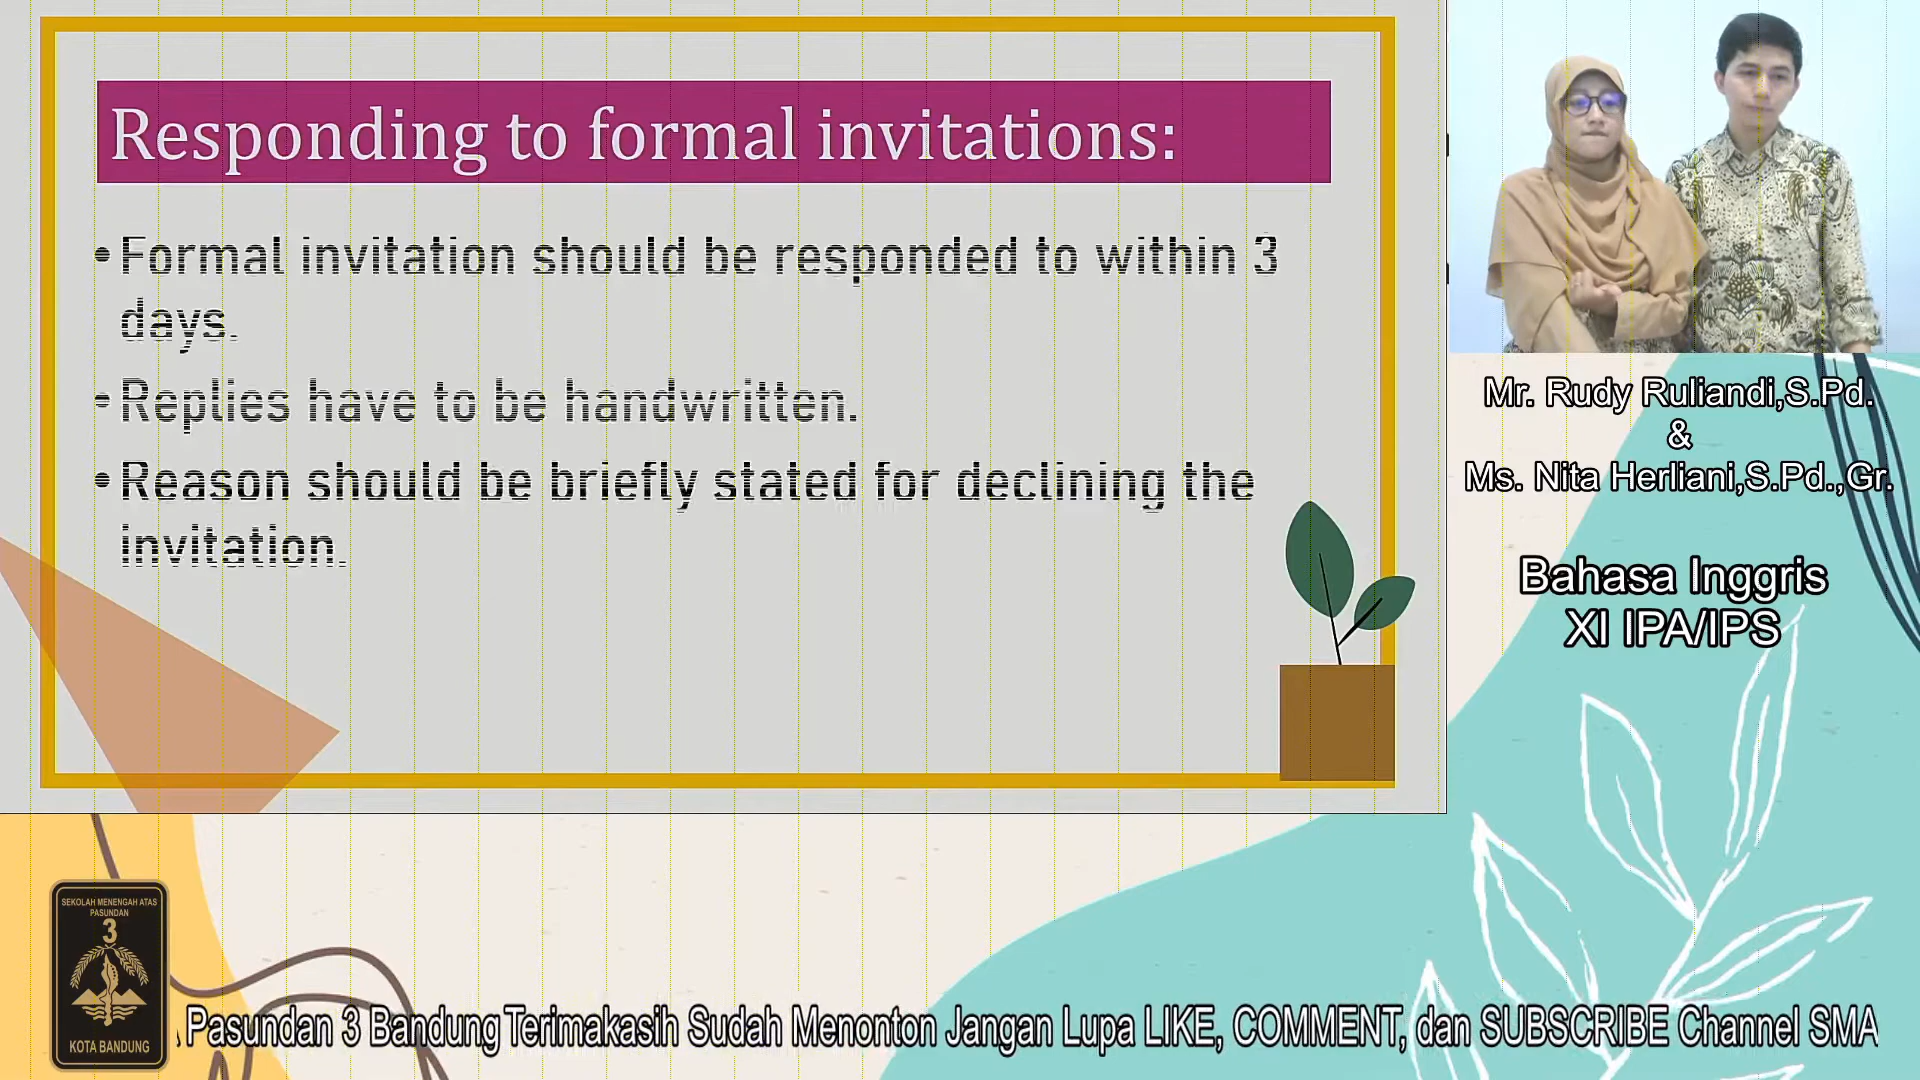 Responding to formal invitations:
• Formal invitation should be responded to within 3
days.
• Replies have to be handwritten.
• Reason should be briefly stated for declining the
invitation.
Mr. Rudy Ruliandi,S.Pd.
&
Ms. Nita Herliani,S.Pd.,Gr.
Bahasa Inggris
XI IPA/IPS
SEKOLAH MENENGAH ATAS
PASUNDAN
3
KOTA BANDUNG
Pasundan 3 Bandung Terimakasih Sudah Menonton Jangan Lupa LIKE, COMMENT, dan SUBSCRIBE Channel SMA